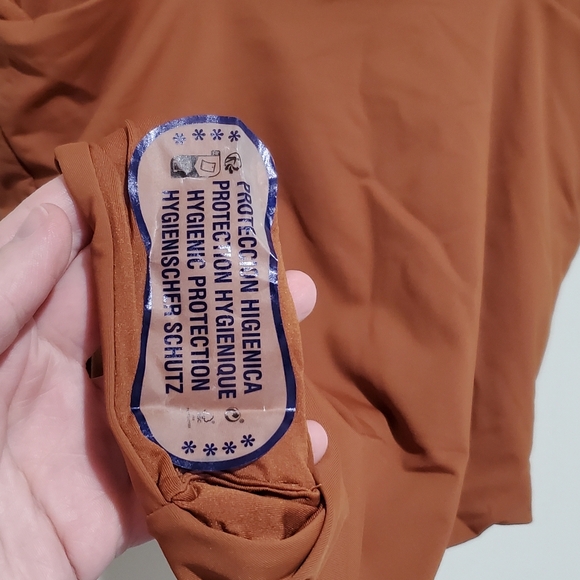 ****
PROTECCION HIGIENICA
PROTECTION HYGIENIQUE
HYGIENIC PROTECTION
HYGIENISCHER SCHUTZ
****